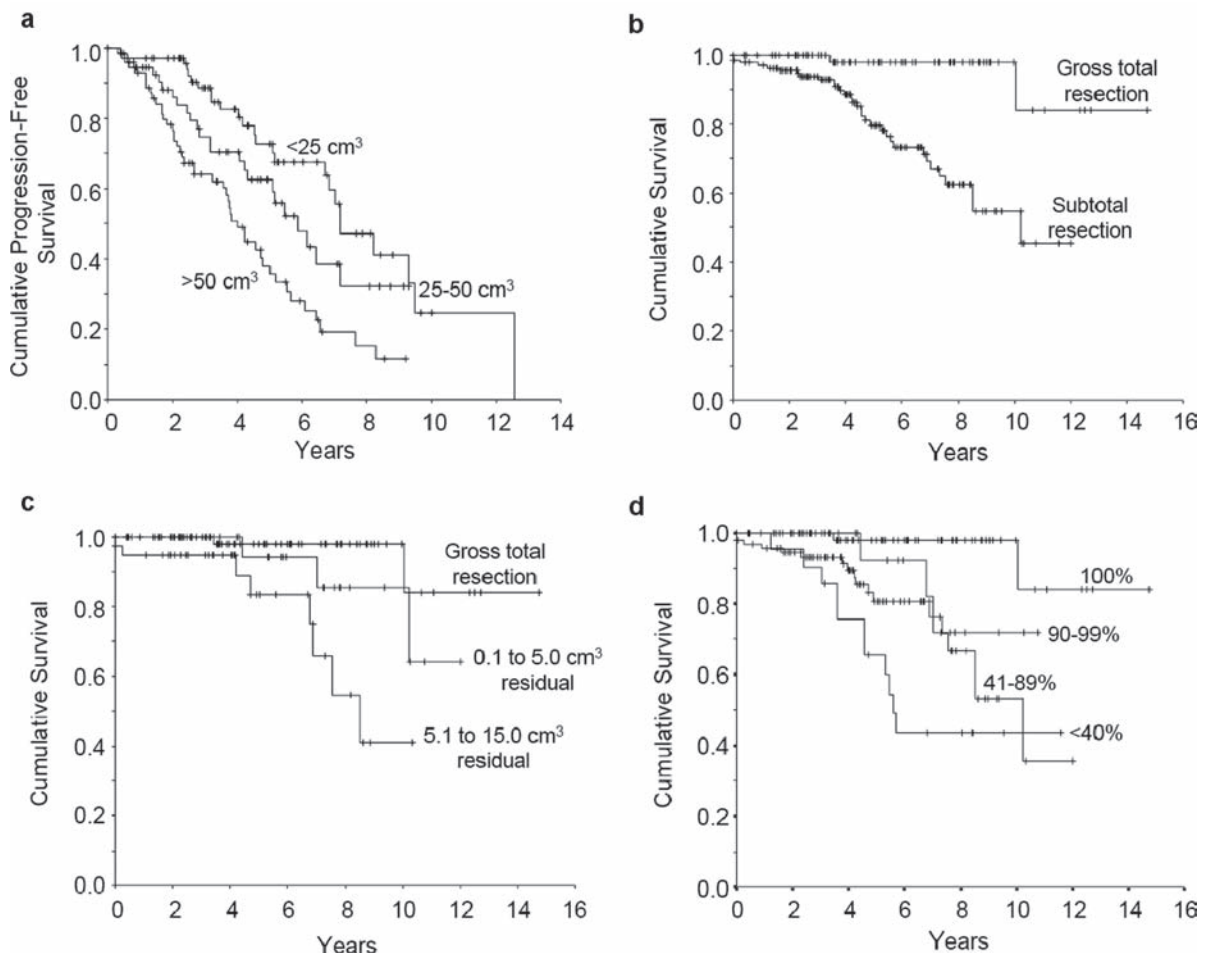 a
Cumulative Progression-Free
Survival
1.0
0.8
0.6
0.4
0.2
0.0
<25 cm³
>50 cm³
25-50 cm³
0 2 4 6 8 10 12 14
Years
b
Cumulative Survival
1.0
0.8
0.6
0.4
0.2
0.0
Gross total
resection
Subtotal
resection
0 2 4 6 8 10 12 14 16
Years
c
Cumulative Survival
1.0
0.8
0.6
0.4
0.2
0.0
Gross total
resection
0.1 to 5.0 cm³
residual
5.1 to 15.0 cm³
residual
0 2 4 6 8 10 12 14 16
Years
d
Cumulative Survival
1.0
0.8
0.6
0.4
0.2
0.0
100%
90-99%
41-89%
<40%
0 2 4 6 8 10 12 14 16
Years